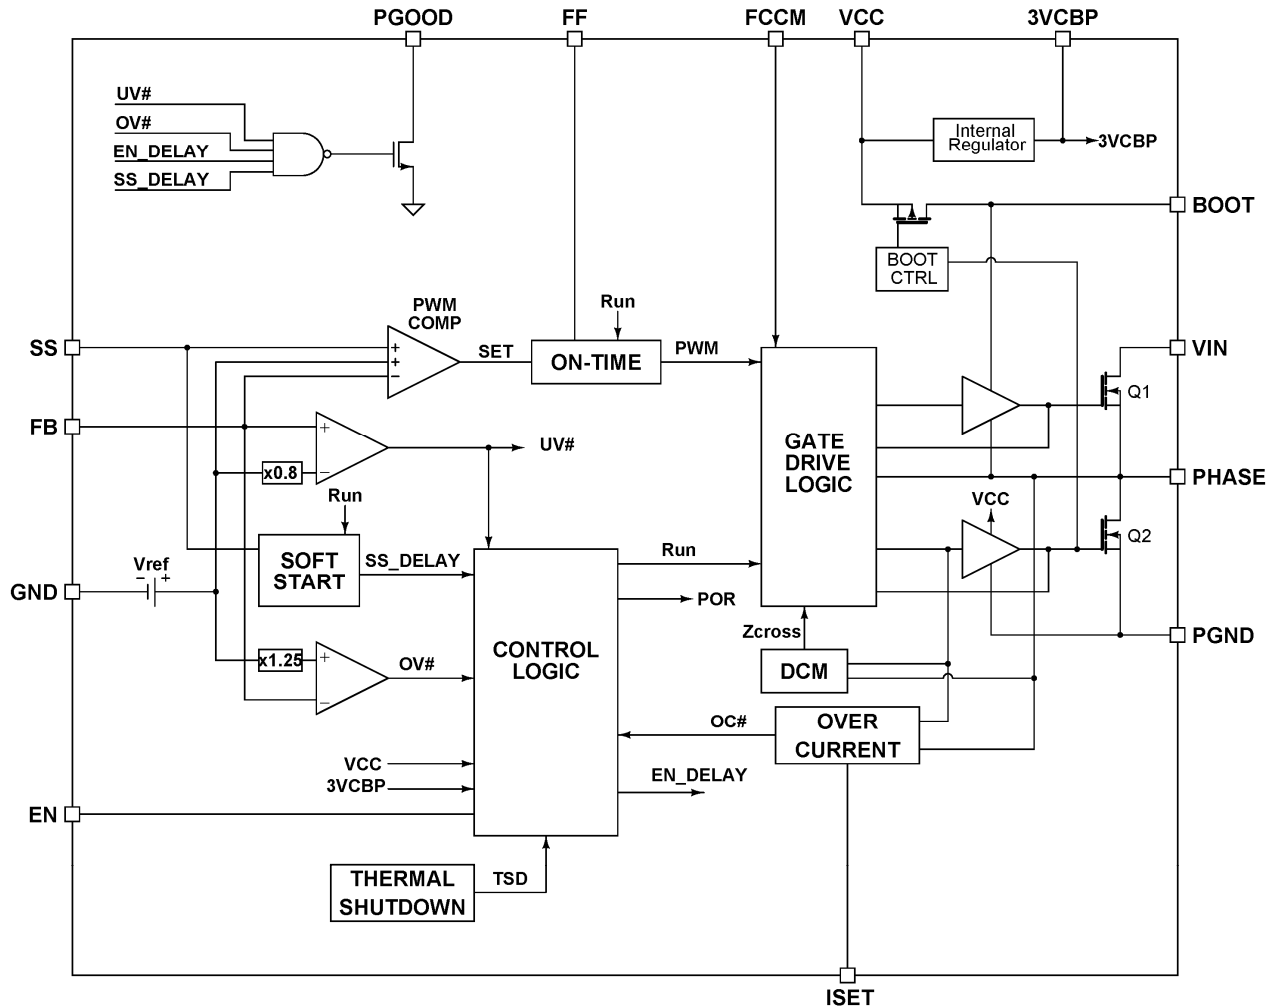 PGOOD FF FCCM VCC 3VCBP
UV#
OV#
EN_DELAY
SS_DELAY
Internal
Regulator
3VCBP
BOOT
BOOT
CTRL
PWM
COMP
Run
SS
+
+
−
SET
ON-TIME
PWM
VIN
Q1
FB
+
−
x0.8
UV#
GATE
DRIVE
LOGIC
PHASE
VCC
Q2
Run
SOFT
START
SS_DELAY
Run
POR
Vref
− +
GND
PGND
x1.25
+
−
OV#
CONTROL
LOGIC
Zcross
DCM
OC#
OVER
CURRENT
VCC
3VCBP
EN_DELAY
EN
THERMAL
SHUTDOWN
TSD
ISET